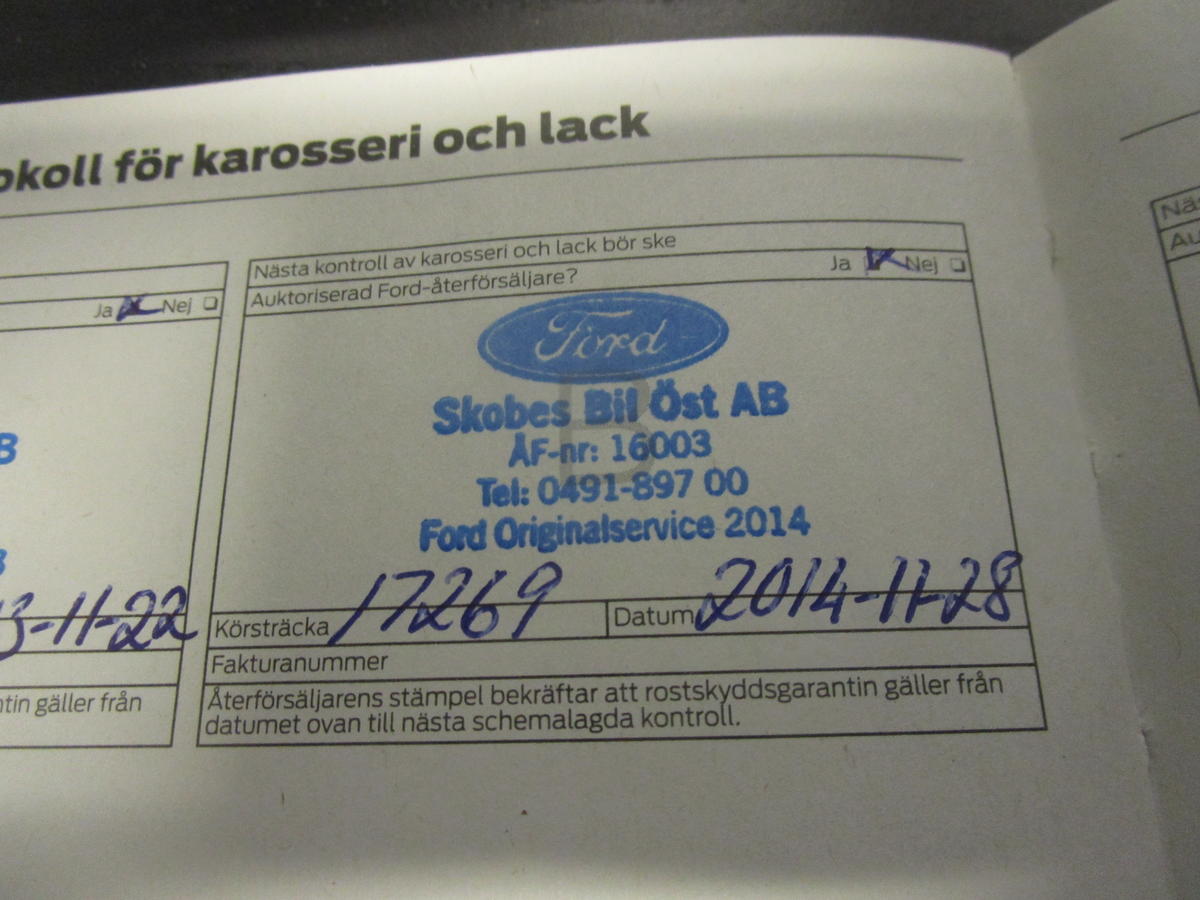 för karosseri och lack
Ja Nej
B
-11-22
gäller från
Nästa kontroll av karosseri och lack bör ske
Auktoriserad Ford-återförsäljare? Ja Nej
Ford
Skobes Bil Öst AB
ÅF-nr: 16003
Tel: 0491-897 00
Ford Originalservice 2014
Körsträcka 17269 Datum 2014-11-28
Fakturanummer
Återförsäljarens stämpel bekräftar att rostskyddsgarantin gäller från
datumet ovan till nästa schemalagda kontroll.